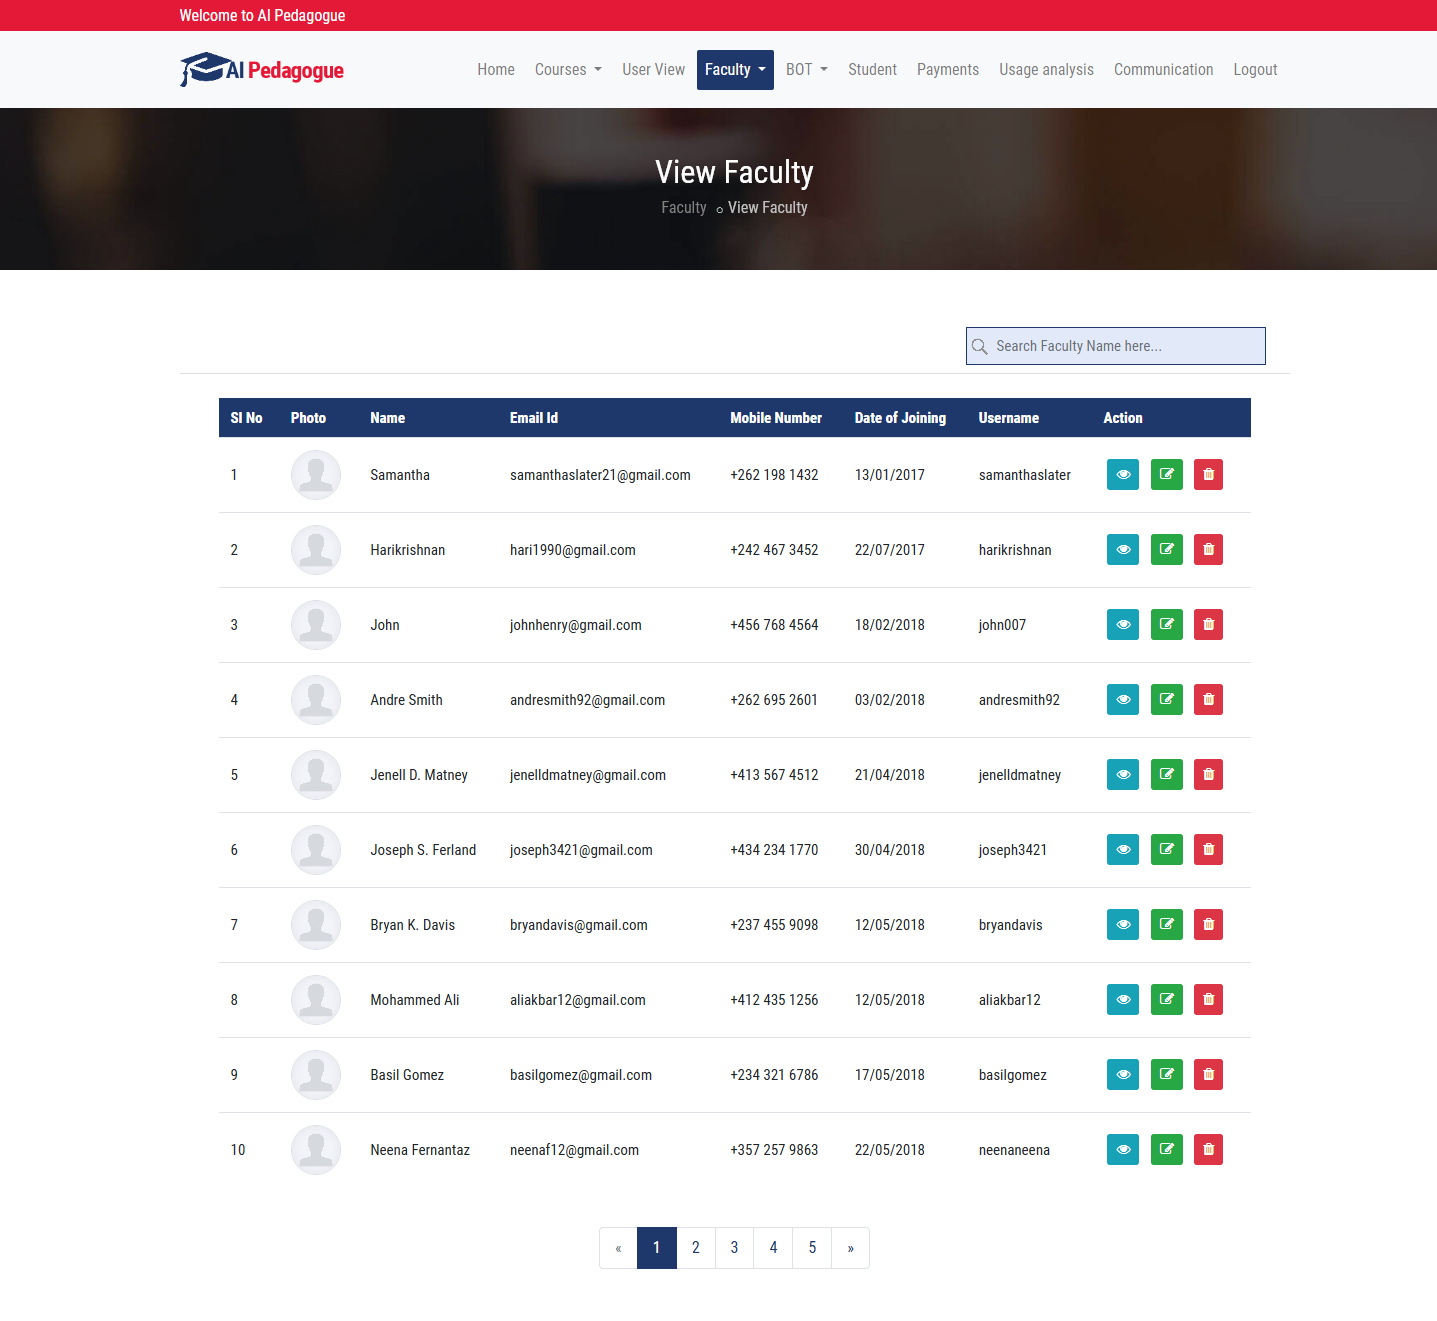 Welcome to AI Pedagogue
AI Pedagogue
Home Courses User View Faculty BOT Student Payments Usage analysis Communication Logout
View Faculty
Faculty View Faculty
Search Faculty Name here...
SI No Photo Name Email Id Mobile Number Date of Joining Username Action
1 Samantha samanthaslater21@gmail.com +262 198 1432 13/01/2017 samanthaslater
2 Harikrishnan hari1990@gmail.com +242 467 3452 22/07/2017 harikrishnan
3 John johnhenry@gmail.com +456 768 4564 18/02/2018 john007
4 Andre Smith andresmith92@gmail.com +262 695 2601 03/02/2018 andresmith92
5 Jenell D. Matney jenelldmatney@gmail.com +413 567 4512 21/04/2018 jenelldmatney
6 Joseph S. Ferland joseph3421@gmail.com +434 234 1770 30/04/2018 joseph3421
7 Bryan K. Davis bryandavis@gmail.com +237 455 9098 12/05/2018 bryandavis
8 Mohammed Ali aliakbar12@gmail.com +412 435 1256 12/05/2018 aliakbar12
9 Basil Gomez basilgomez@gmail.com +234 321 6786 17/05/2018 basilgomez
10 Neena Fernantaz neenaf12@gmail.com +357 257 9863 22/05/2018 neenaneena
« 1 2 3 4 5 »